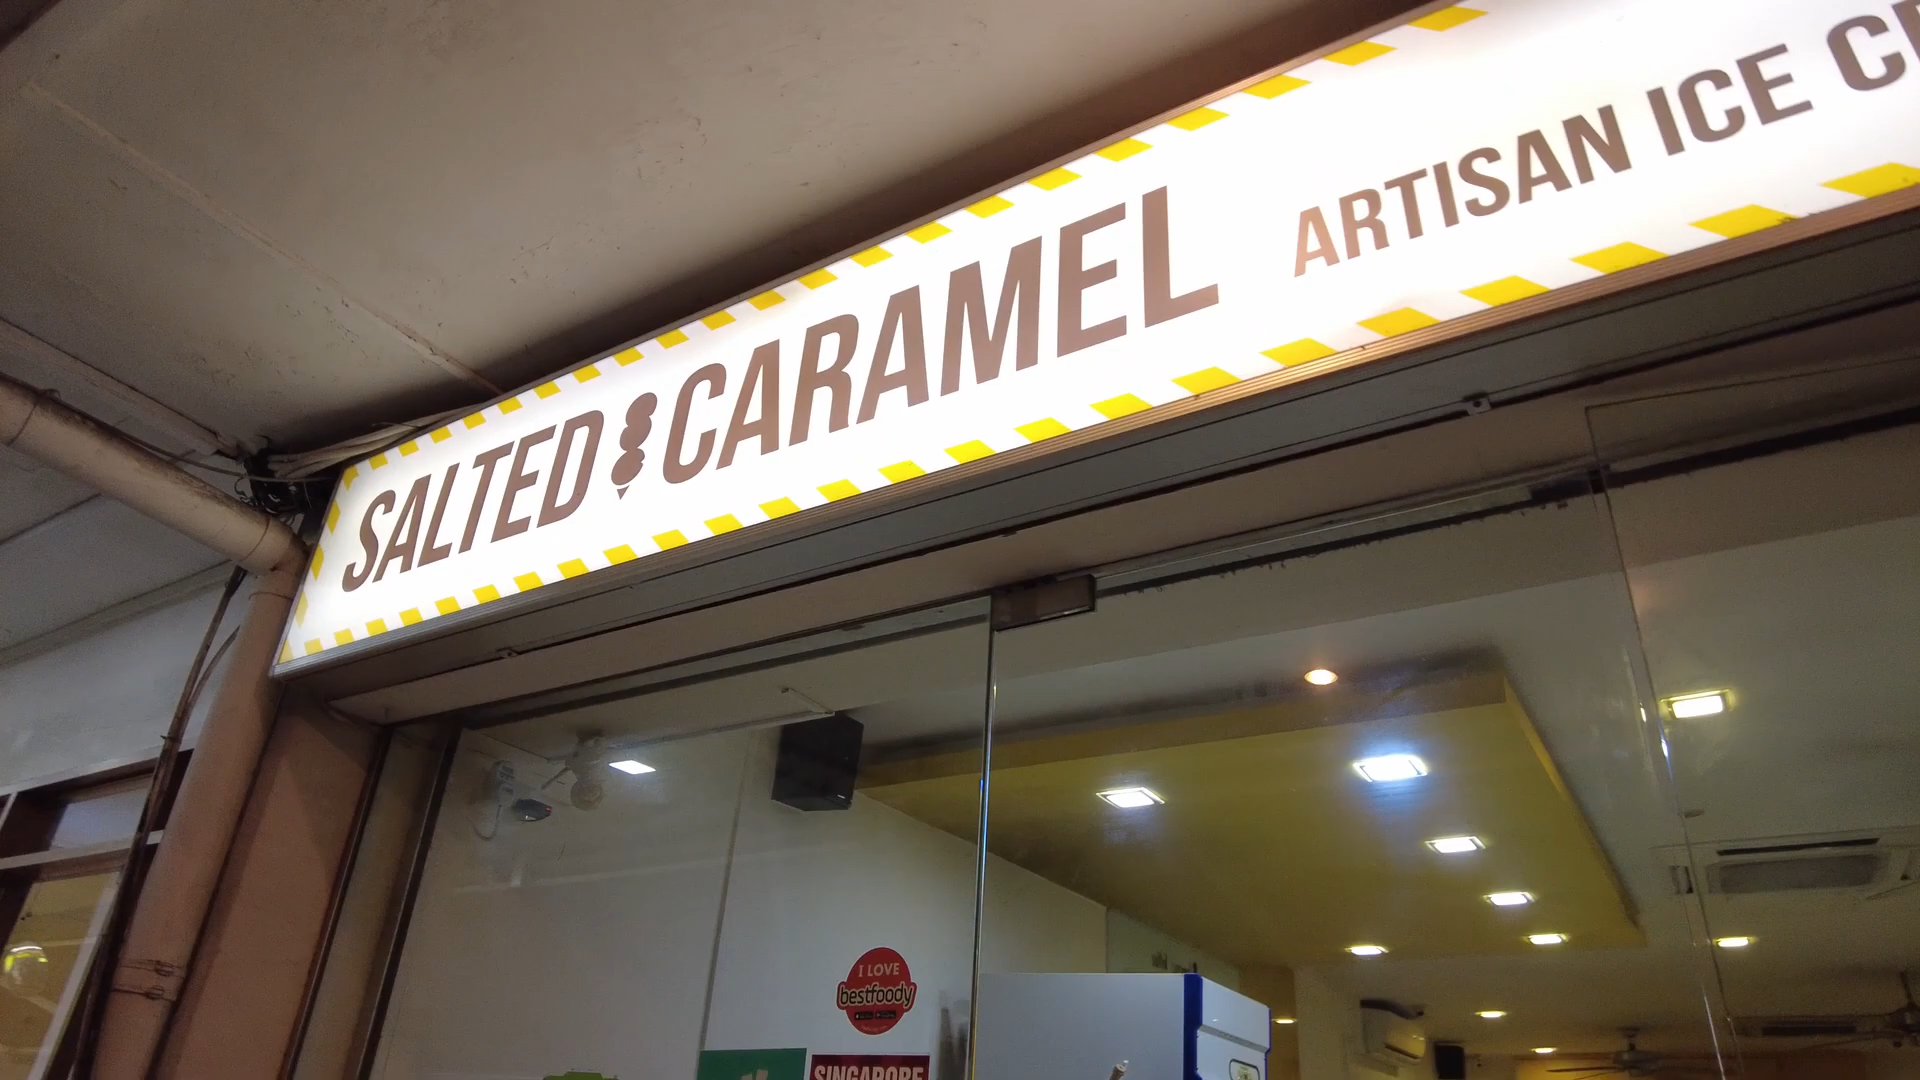 SALTED CARAMEL
ARTISAN ICE
I LOVE
bestfoody
SINGAPORE